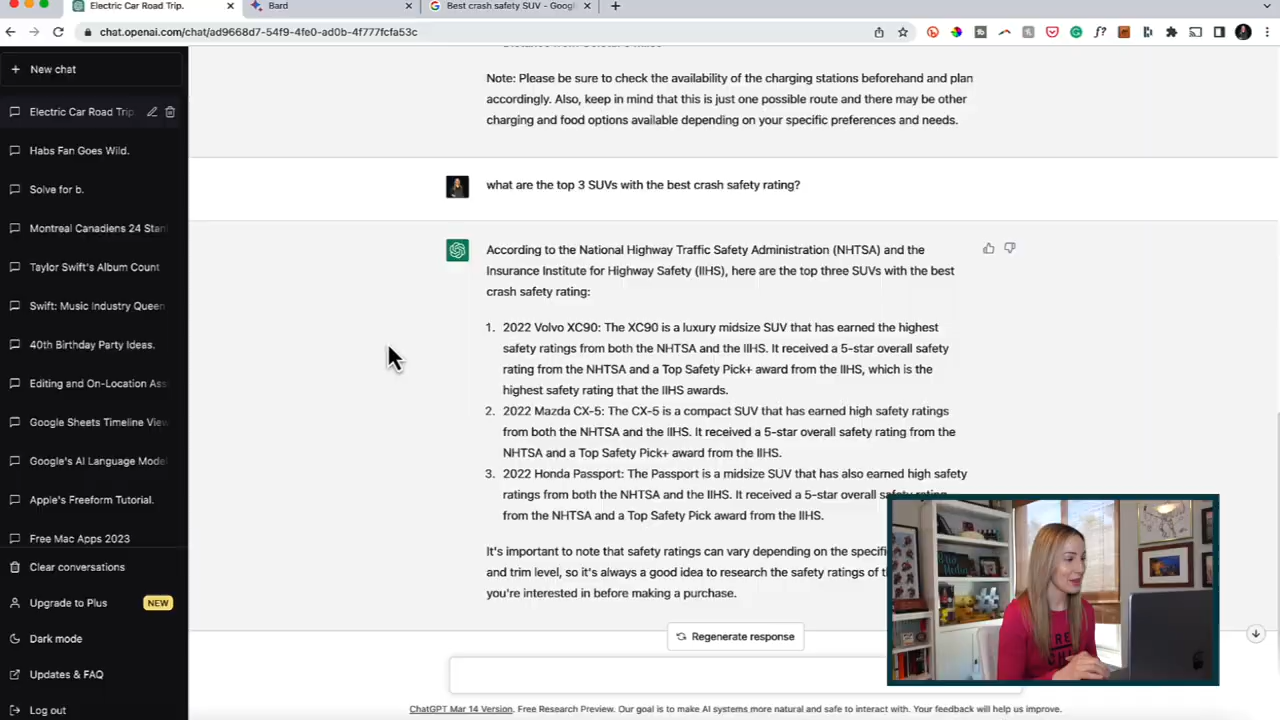 Electric Car Road Trip.
Bard
Best crash safety SUV - Goog
chat.openai.com/chat/ad9668d7-54f9-4fe0-ad0b-4f777fcfa53c
New chat
Electric Car Road Trip
Habs Fan Goes Wild.
Solve for b.
Montreal Canadiens 24 Stan
Taylor Swift's Album Count
Swift: Music Industry Queen
40th Birthday Party Ideas.
Editing and On-Location Ass
Google Sheets Timeline View
Google's AI Language Model
Apple's Freeform Tutorial.
Free Mac Apps 2023
Clear conversations
Upgrade to Plus
NEW
Dark mode
Updates & FAQ
Log out
Note: Please be sure to check the availability of the charging stations beforehand and plan
accordingly. Also, keep in mind that this is just one possible route and there may be other
charging and food options available depending on your specific preferences and needs.
what are the top 3 SUVs with the best crash safety rating?
According to the National Highway Traffic Safety Administration (NHTSA) and the
Insurance Institute for Highway Safety (IIHS), here are the top three SUVs with the best
crash safety rating:
1. 2022 Volvo XC90: The XC90 is a luxury midsize SUV that has earned the highest
safety ratings from both the NHTSA and the IIHS. It received a 5-star overall safety
rating from the NHTSA and a Top Safety Pick+ award from the IIHS, which is the
highest safety rating that the IIHS awards.
2. 2022 Mazda CX-5: The CX-5 is a compact SUV that has earned high safety ratings
from both the NHTSA and the IIHS. It received a 5-star overall safety rating from the
NHTSA and a Top Safety Pick+ award from the IIHS.
3. 2022 Honda Passport: The Passport is a midsize SUV that has also earned high safety
ratings from both the NHTSA and the IIHS. It received a 5-star overall safety rating
from the NHTSA and a Top Safety Pick award from the IIHS.
It's important to note that safety ratings can vary depending on the specific
and trim level, so it's always a good idea to research the safety ratings of
you're interested in before making a purchase.
Regenerate response
ChatGPT Mar 14 Version. Free Research Preview. Our goal is to make AI systems more natural and safe to interact with. Your feedback will help us improve.